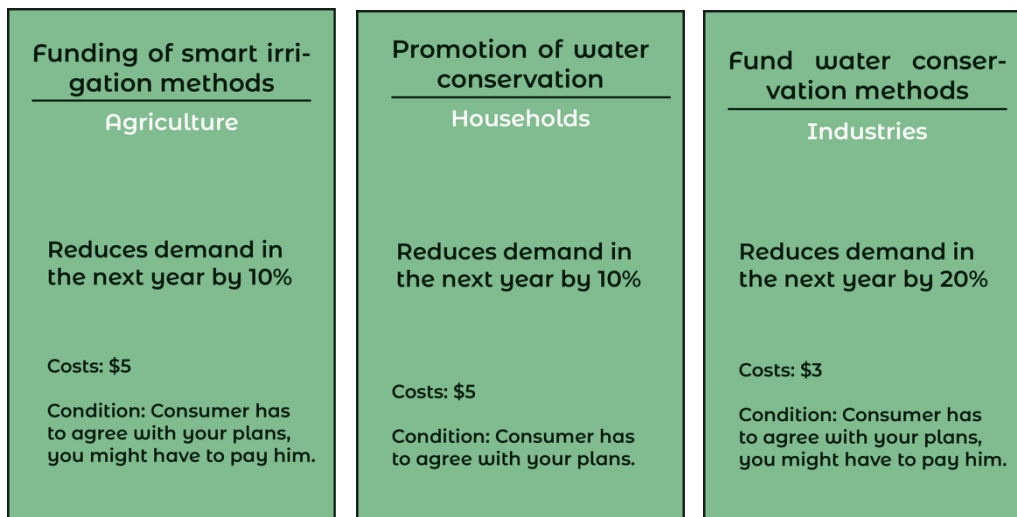 Funding of smart irri-
gation methods
Agriculture
Reduces demand in
the next year by 10%
Costs: $5
Condition: Consumer has
to agree with your plans,
you might have to pay him.
Promotion of water
conservation
Households
Reduces demand in
the next year by 10%
Costs: $5
Condition: Consumer has
to agree with your plans.
Fund water conser-
vation methods
Industries
Reduces demand in
the next year by 20%
Costs: $3
Condition: Consumer has
to agree with your plans,
you might have to pay him.